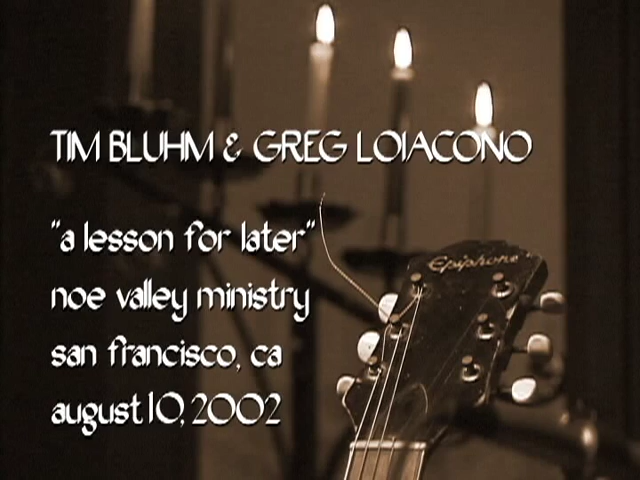 TIM BLUHM & GREG LOIACONO
"a lesson for later"
noe valley ministry
san francisco, ca
august 10, 2002
Epiphone